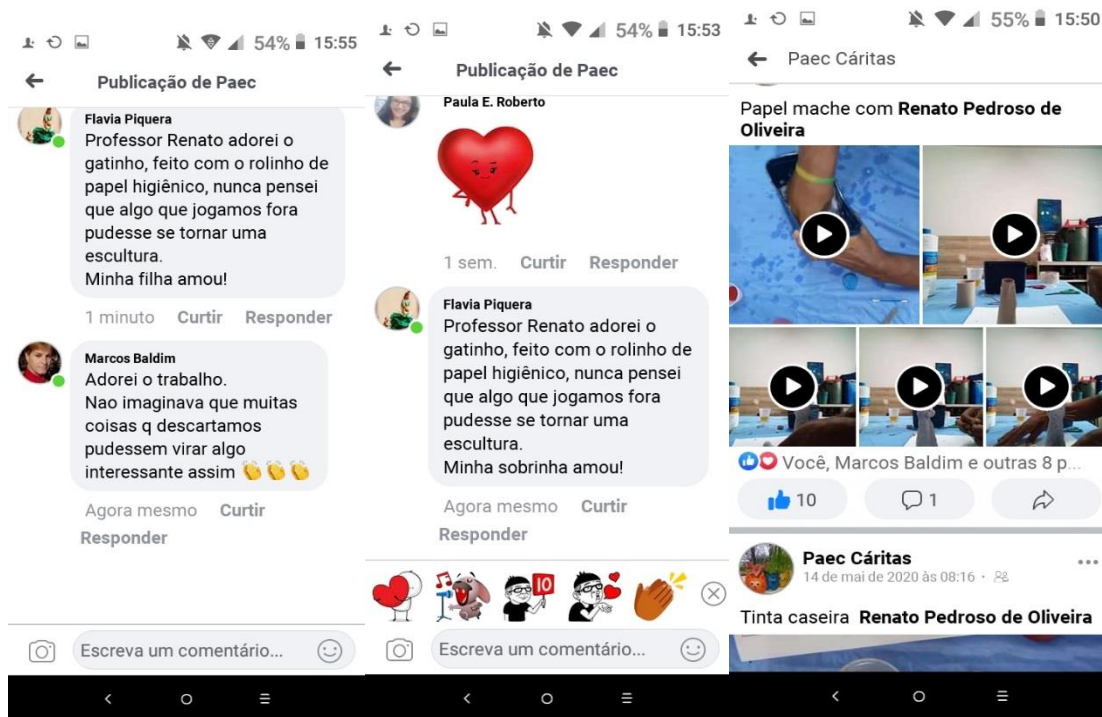 54% 15:55
Publicação de Paec
Flavia Piquera
Professor Renato adorei o
gatinho, feito com o rolinho de
papel higiênico, nunca pensei
que algo que jogamos fora
pudesse se tornar uma
escultura.
Minha filha amou!
1 minuto Curtir Responder
Marcos Baldim
Adorei o trabalho.
Nao imaginava que muitas
coisas q descartamos
pudessem virar algo
interessante assim 👏👏👏
Agora mesmo Curtir
Responder
Escreva um comentário...
54% 15:53
Publicação de Paec
Paula E. Roberto
1 sem. Curtir Responder
Flavia Piquera
Professor Renato adorei o
gatinho, feito com o rolinho de
papel higiênico, nunca pensei
que algo que jogamos fora
pudesse se tornar uma
escultura.
Minha sobrinha amou!
Agora mesmo Curtir
Responder
10
Escreva um comentário...
55% 15:50
Paec Cáritas
Papel mache com Renato Pedroso de
Oliveira
Você, Marcos Baldim e outras 8 p...
10 1
Paec Cáritas
14 de mai de 2020 às 08:16
Tinta caseira Renato Pedroso de Oliveira